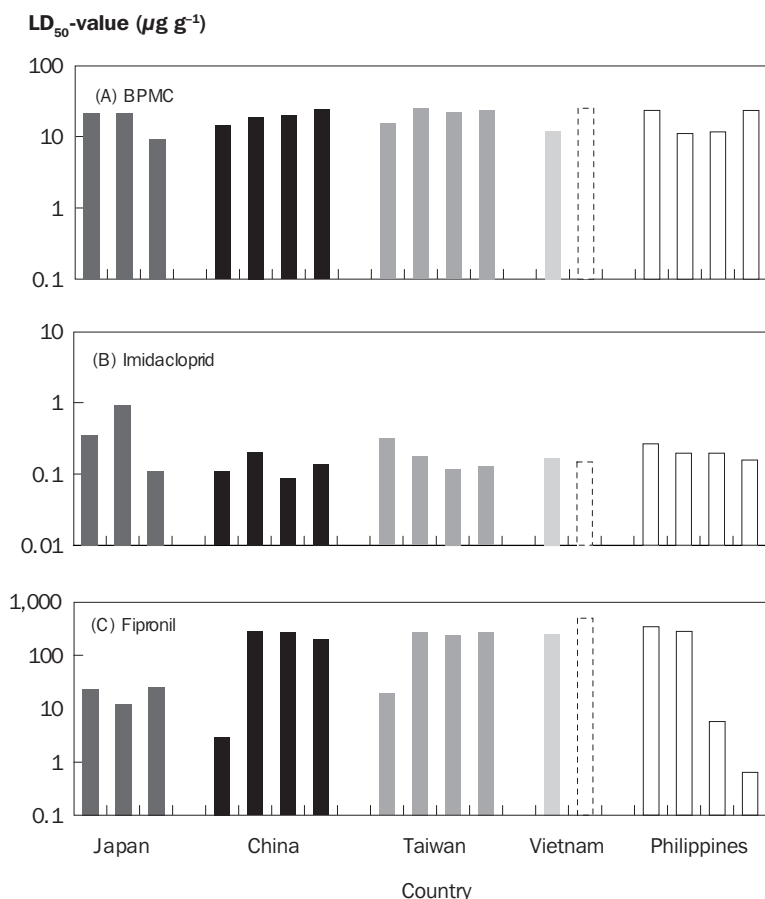 LD50-value (µg g–1)
100
(A) BPMC
10
1
0.1
10
(B) Imidacloprid
1
0.1
0.01
1,000
(C) Fipronil
100
10
1
0.1
Japan China Taiwan Vietnam Philippines
Country